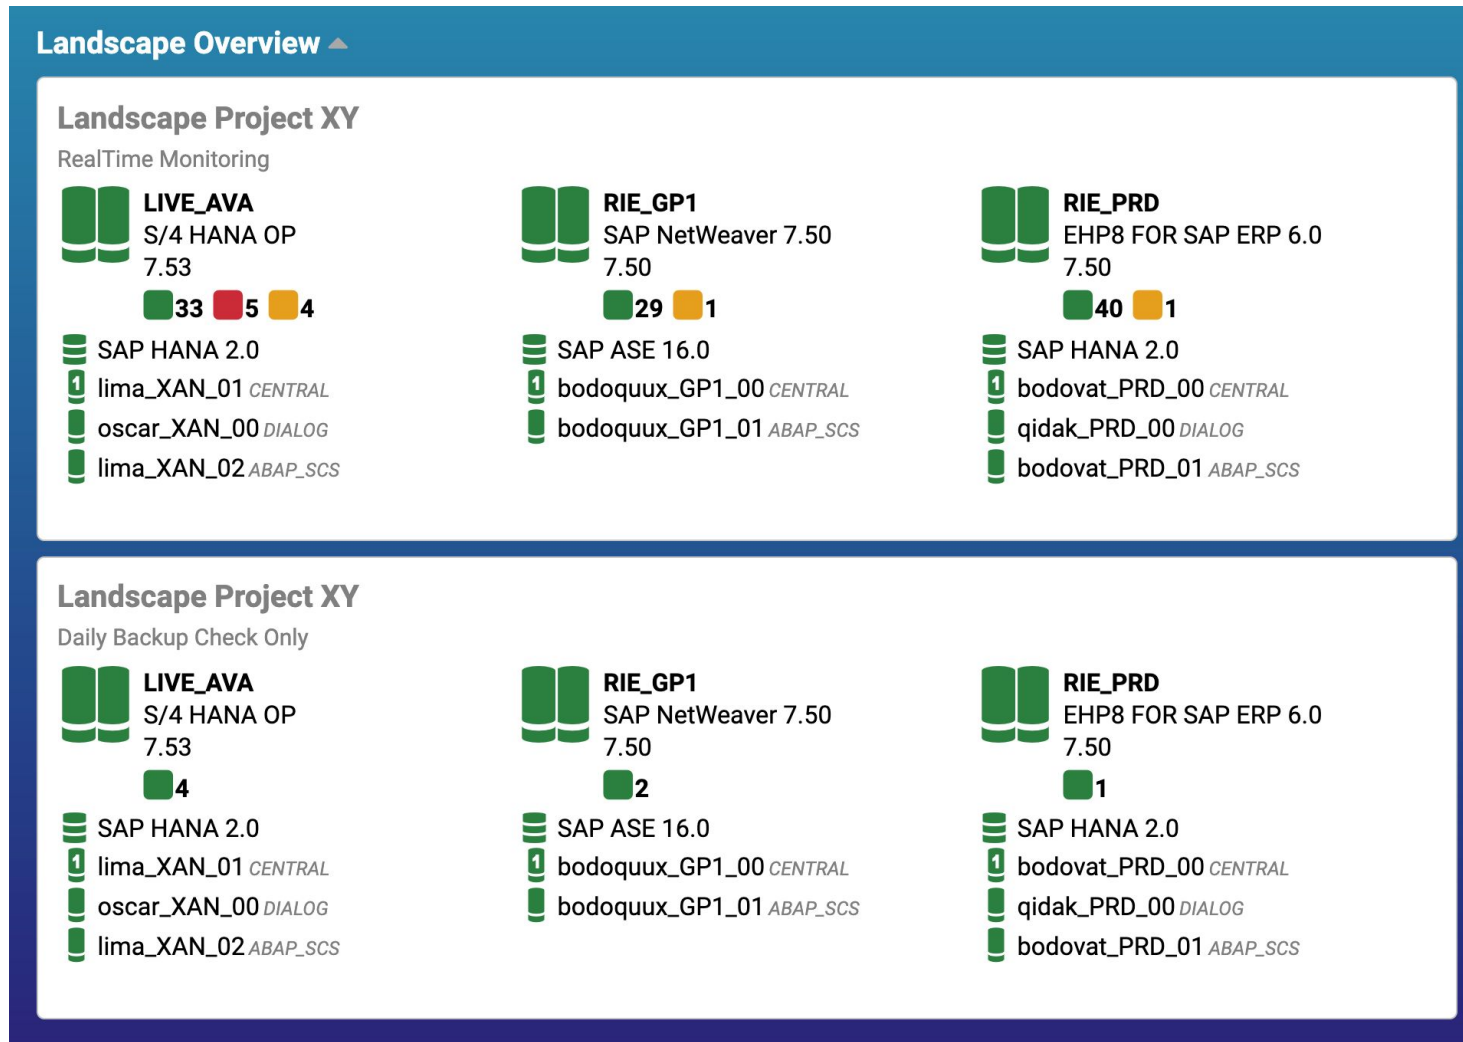 Landscape Overview
Landscape Project XY
RealTime Monitoring
LIVE_AVA
S/4 HANA OP
7.53
33 5 4
SAP HANA 2.0
1 lima_XAN_01 CENTRAL
oscar_XAN_00 DIALOG
lima_XAN_02 ABAP_SCS
RIE_GP1
SAP NetWeaver 7.50
7.50
29 1
SAP ASE 16.0
1 bodoquux_GP1_00 CENTRAL
bodoquux_GP1_01 ABAP_SCS
RIE_PRD
EHP8 FOR SAP ERP 6.0
7.50
40 1
SAP HANA 2.0
1 bodovat_PRD_00 CENTRAL
qidak_PRD_00 DIALOG
bodovat_PRD_01 ABAP_SCS
Landscape Project XY
Daily Backup Check Only
LIVE_AVA
S/4 HANA OP
7.53
4
SAP HANA 2.0
1 lima_XAN_01 CENTRAL
oscar_XAN_00 DIALOG
lima_XAN_02 ABAP_SCS
RIE_GP1
SAP NetWeaver 7.50
7.50
2
SAP ASE 16.0
1 bodoquux_GP1_00 CENTRAL
bodoquux_GP1_01 ABAP_SCS
RIE_PRD
EHP8 FOR SAP ERP 6.0
7.50
1
SAP HANA 2.0
1 bodovat_PRD_00 CENTRAL
qidak_PRD_00 DIALOG
bodovat_PRD_01 ABAP_SCS